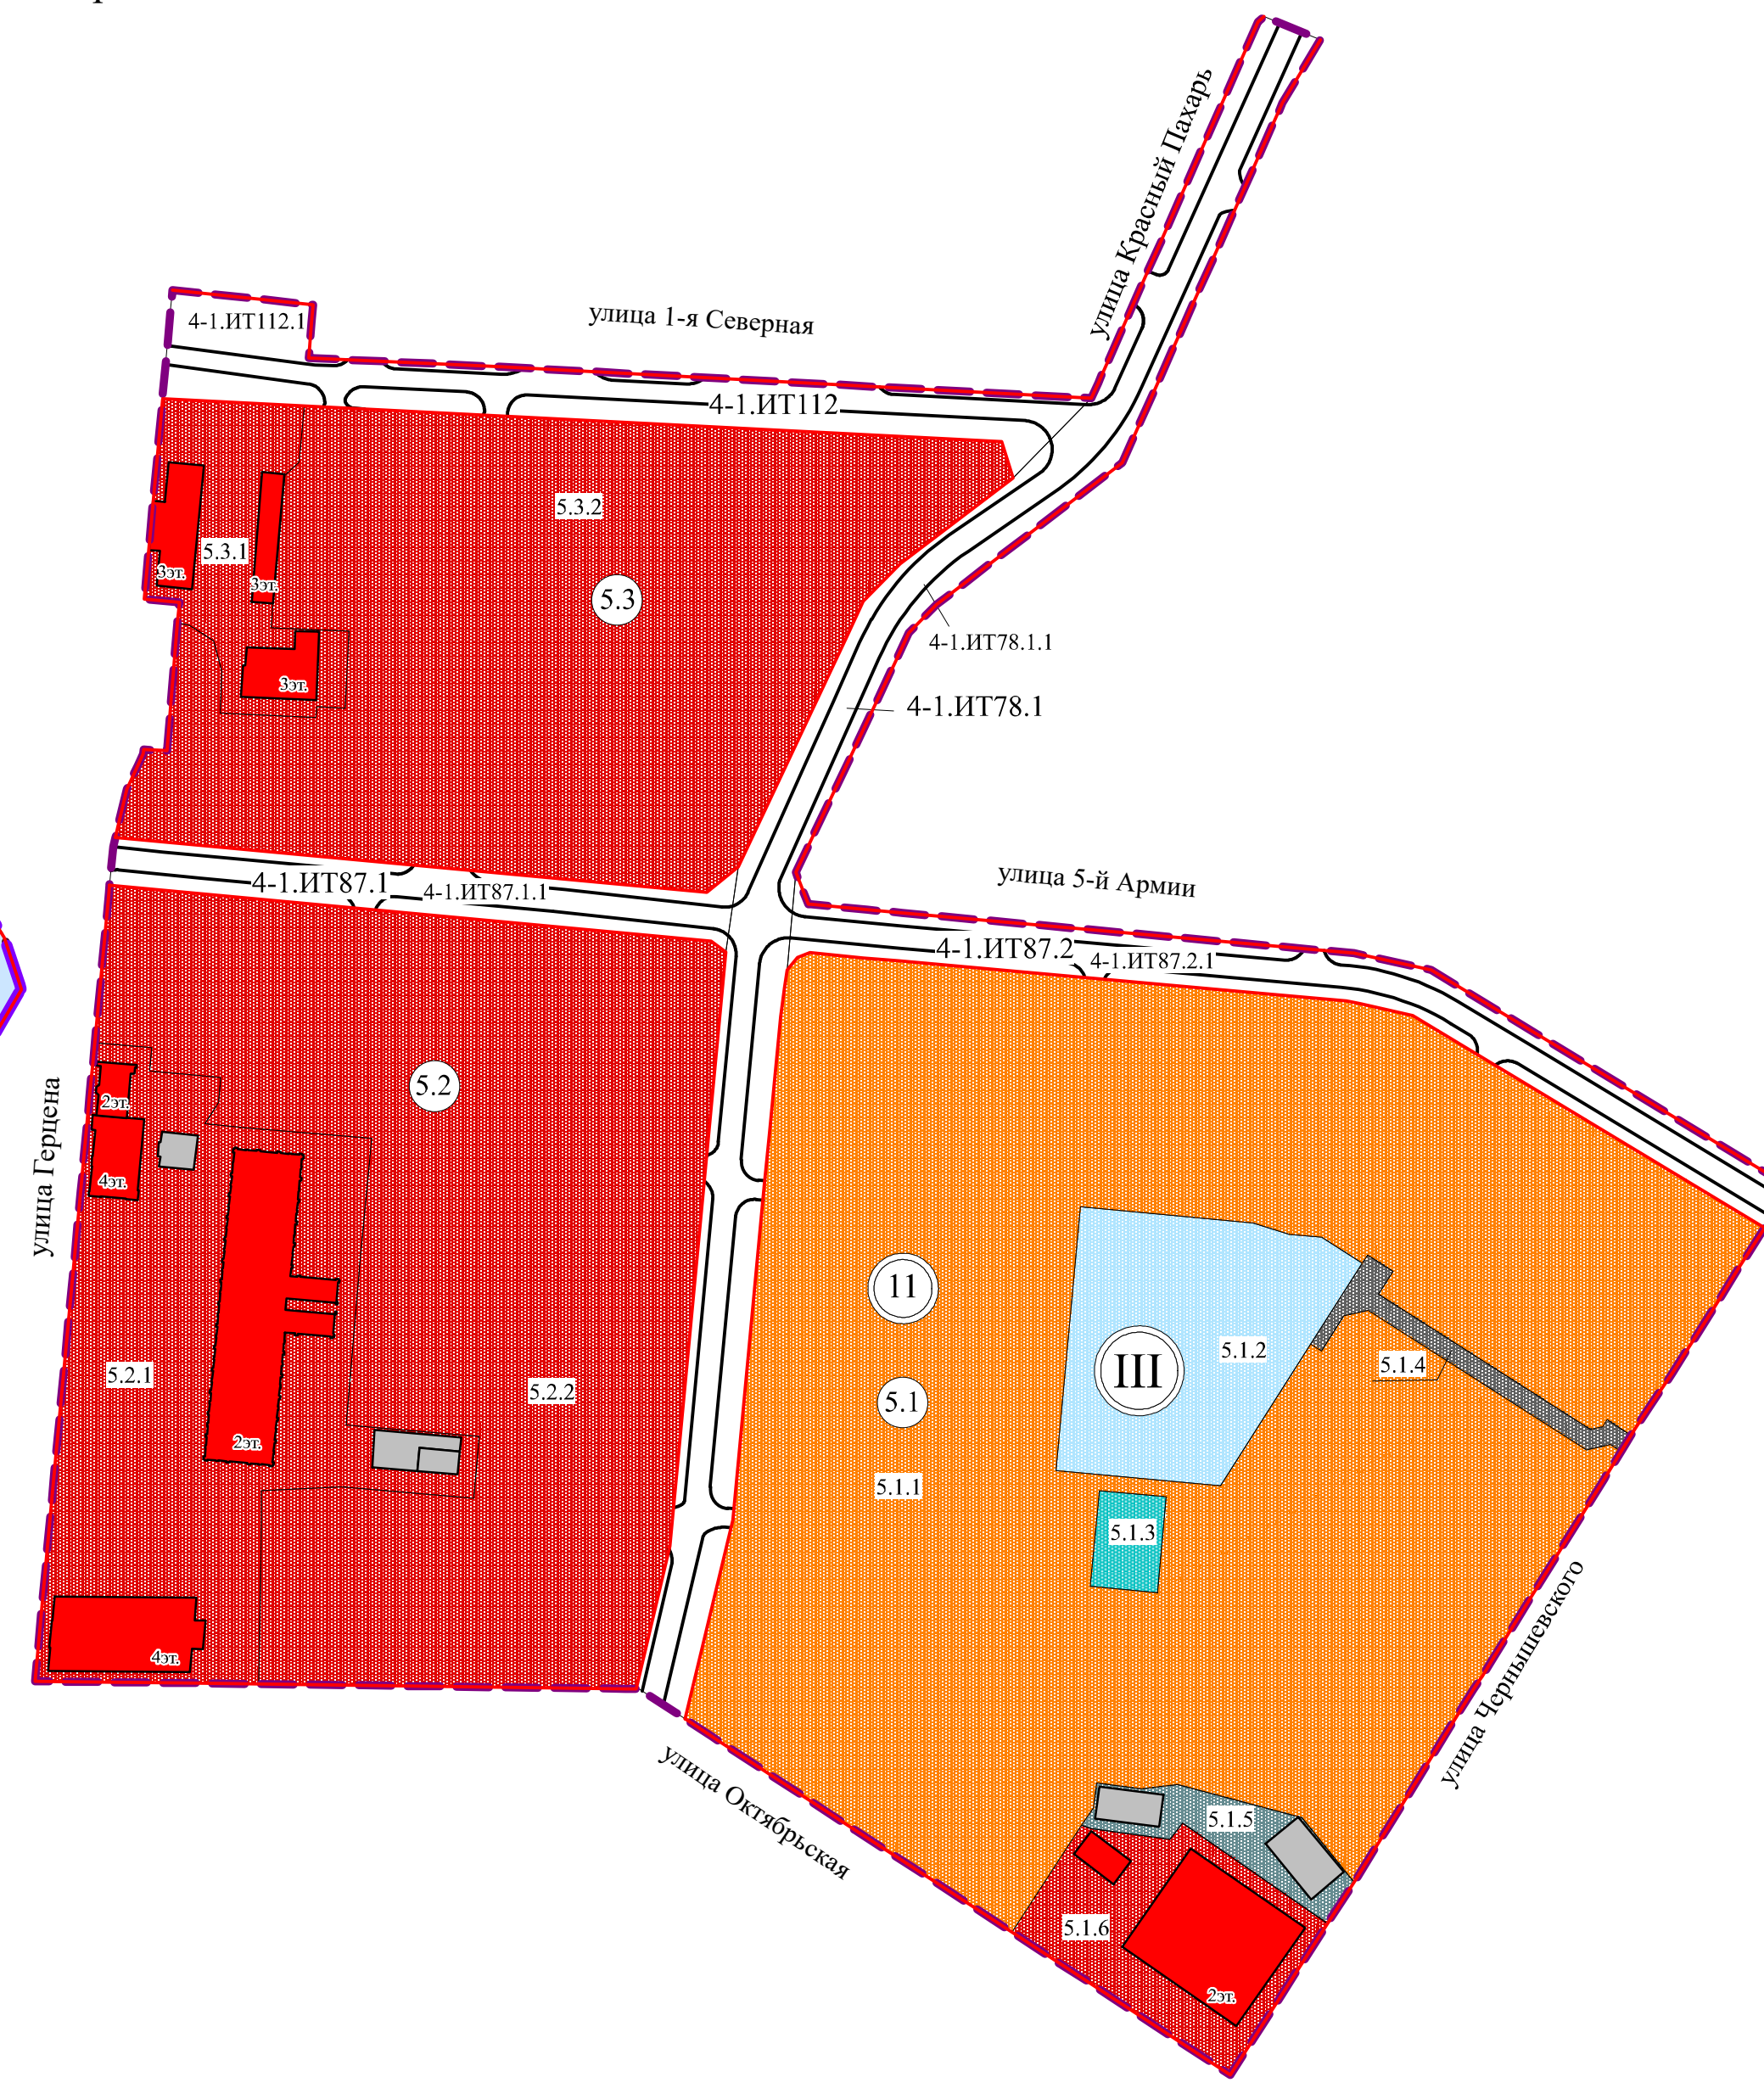 улица Красный Пахарь
4-1.ИТ112.1
улица 1-я Северная
4-1.ИТ112
5.3.2
5.3.1
3эт.
3эт.
5.3
4-1.ИТ78.1.1
3эт.
4-1.ИТ78.1
4-1.ИТ87.1
4-1.ИТ87.1.1
улица 5-й Армии
4-1.ИТ87.2
4-1.ИТ87.2.1
5.2
2эт.
улица Герцена
4эт.
11
5.1.2
III
5.1.4
5.2.1
5.2.2
5.1
2эт.
5.1.1
5.1.3
4эт.
улица Чернышевского
улица Октябрьская
5.1.5
5.1.6
2эт.